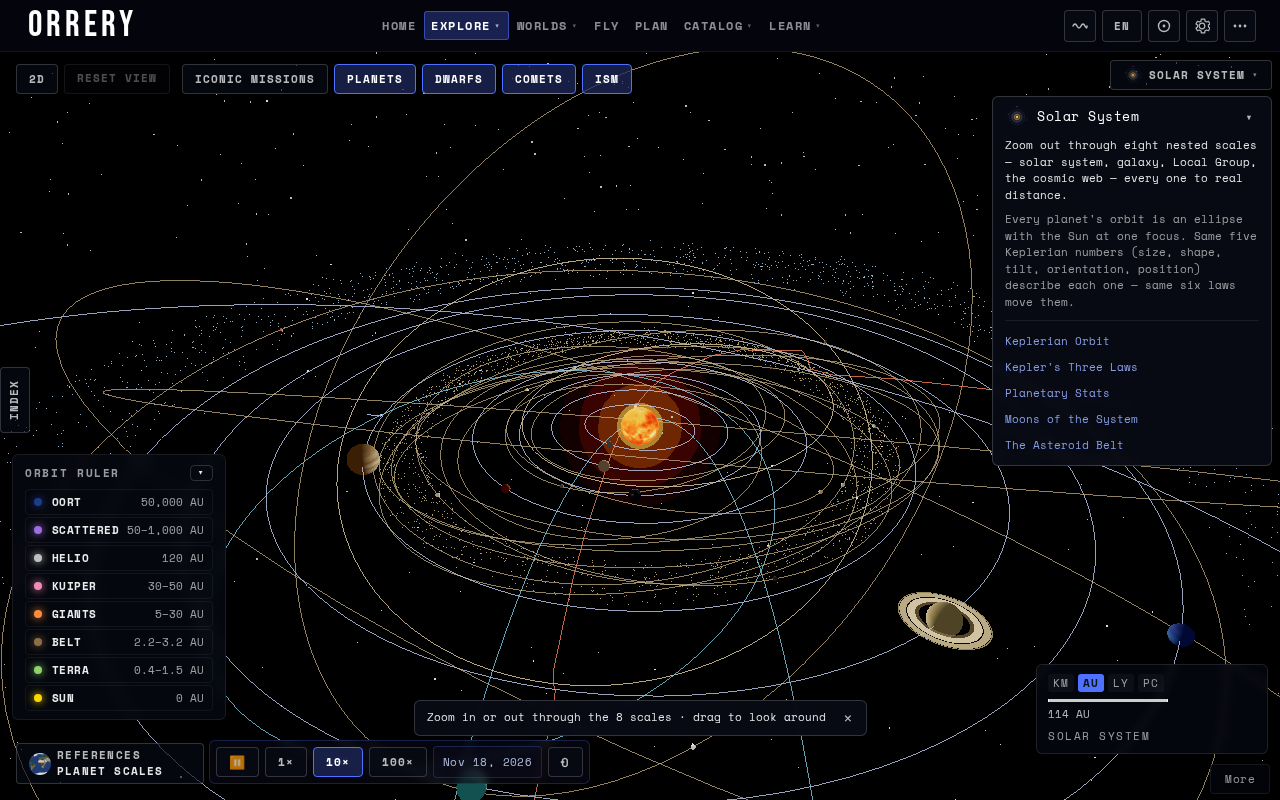 ORRERY
HOME EXPLORE WORLDS FLY PLAN CATALOG LEARN
EN
2D RESET VIEW ICONIC MISSIONS PLANETS DWARFS COMETS ISM
SOLAR SYSTEM
Solar System
Zoom out through eight nested scales
— solar system, galaxy, Local Group,
the cosmic web — every one to real
distance.
Every planet's orbit is an ellipse
with the Sun at one focus. Same five
Keplerian numbers (size, shape,
tilt, orientation, position)
describe each one — same six laws
move them.
Keplerian Orbit
Kepler's Three Laws
Planetary Stats
Moons of the System
The Asteroid Belt
INDEX
ORBIT RULER
OORT 50,000 AU
SCATTERED 50–1,000 AU
HELIO 120 AU
KUIPER 30–50 AU
GIANTS 5–30 AU
BELT 2.2–3.2 AU
TERRA 0.4–1.5 AU
SUN 0 AU
KM AU LY PC
114 AU
SOLAR SYSTEM
Zoom in or out through the 8 scales · drag to look around ×
REFERENCES
PLANET SCALES
1× 10× 100× Nov 18, 2026
More